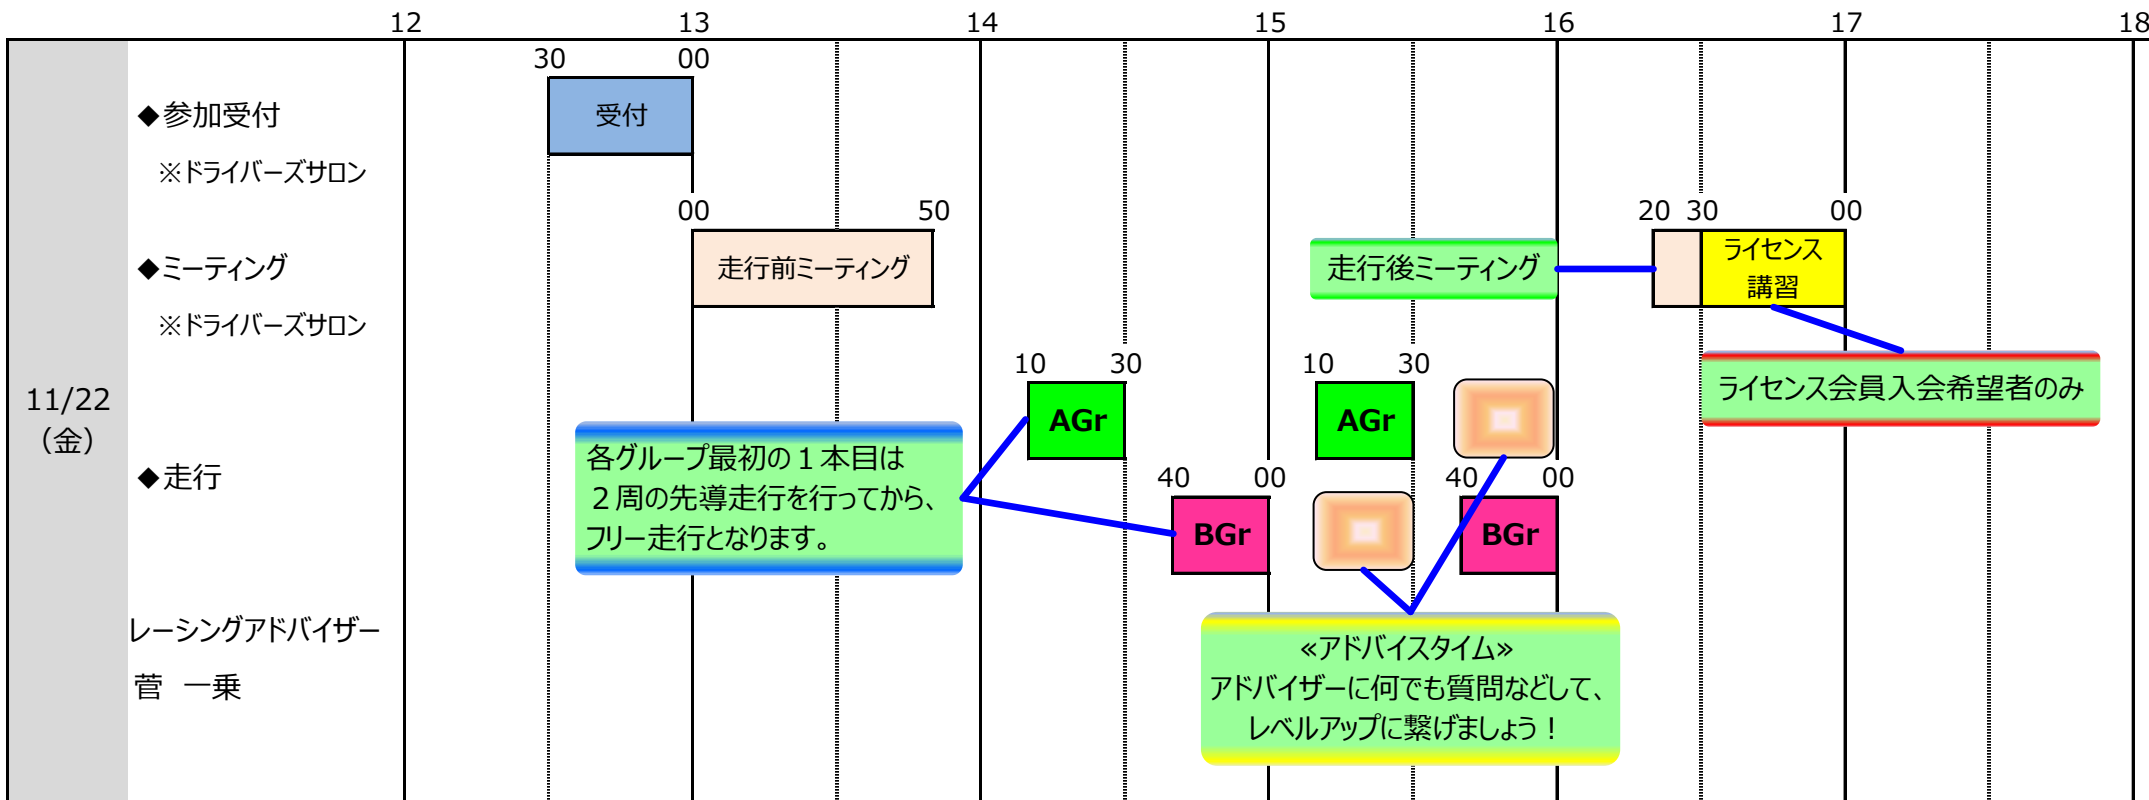 12 13 14 15 16 17 18
30 00
◆参加受付
受付
※ドライバーズサロン
00 50 20 30 00
◆ミーティング
走行前ミーティング
走行後ミーティング
ライセンス
講習
※ドライバーズサロン
ライセンス会員入会希望者のみ
11/22
（金）
◆走行
10 30 10 30
AGr AGr
各グループ最初の１本目は
２周の先導走行を行ってから、
フリー走行となります。
40 00 40 00
BGr BGr
レーシングアドバイザー
菅　一乗
≪アドバイスタイム≫
アドバイザーに何でも質問などして、
レベルアップに繋げましょう！